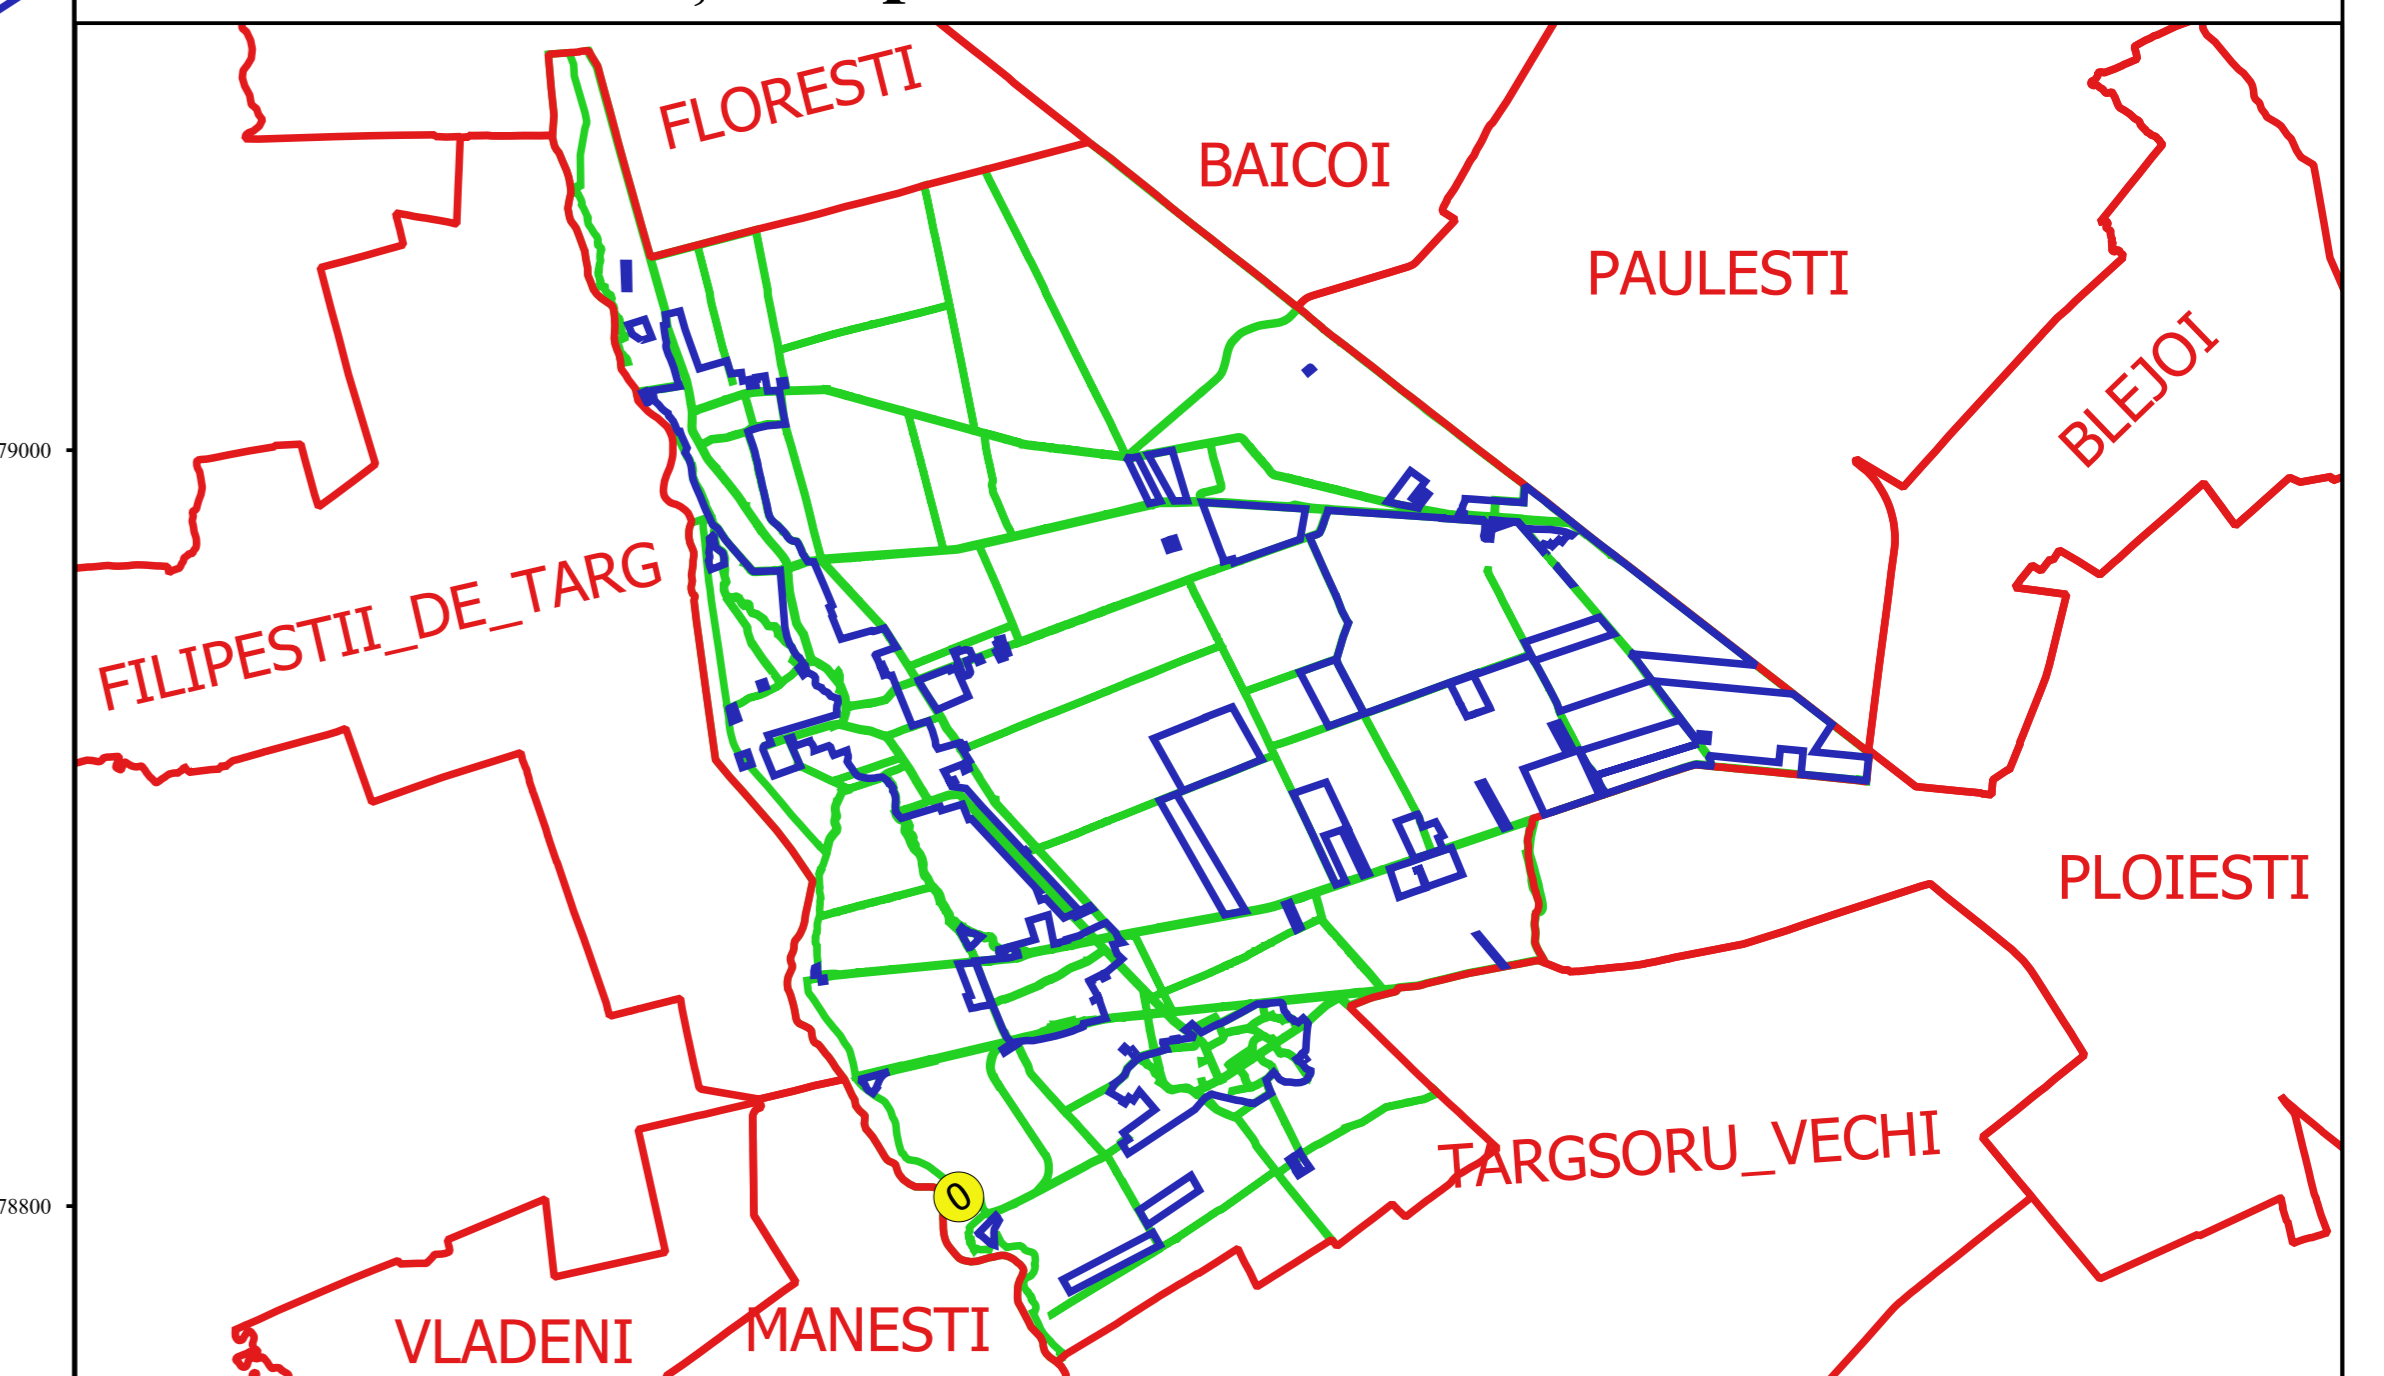 FLORESTI
BAICOI
PAULESTI
BLEJOI
79000
FILIPESTII_DE_TARG
PLOIESTI
TARGSORU_VECHI
0
78800
VLADENI
MANESTI